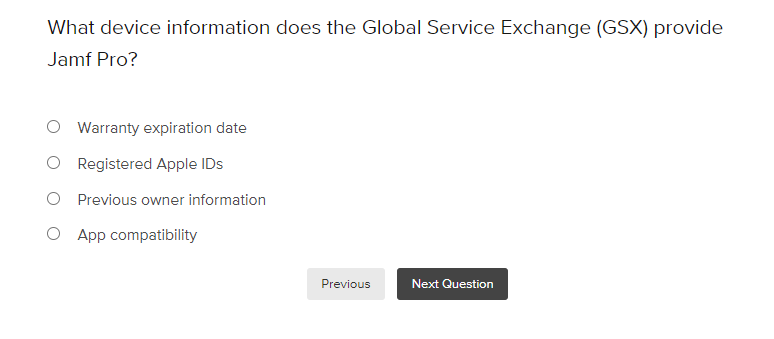 What device information does the Global Service Exchange (GSX) provide
Jamf Pro?
Warranty expiration date
Registered Apple IDs
Previous owner information
App compatibility
Previous
Next Question